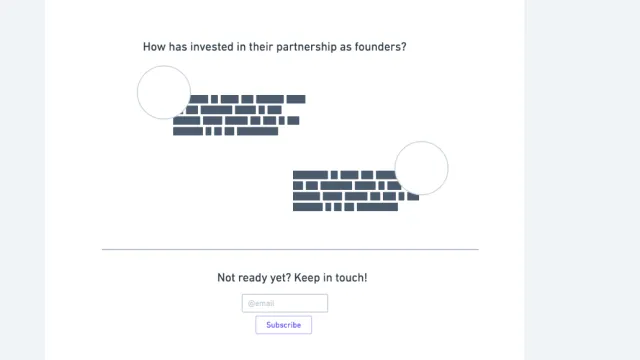 How has invested in their partnership as founders?
Not ready yet? Keep in touch!
@email
Subscribe